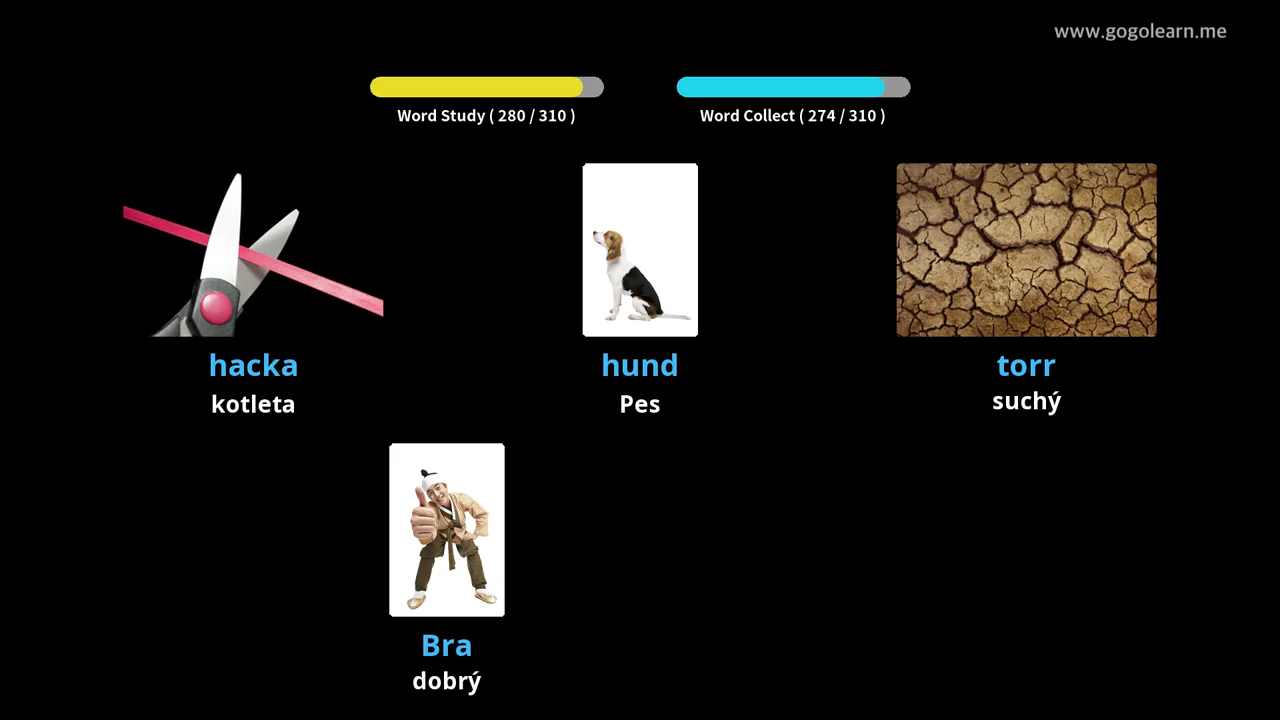 www.gogolearn.me
Word Study ( 280 / 310 )
Word Collect ( 274 / 310 )
hacka
kotleta
hund
Pes
torr
suchý
Bra
dobrý